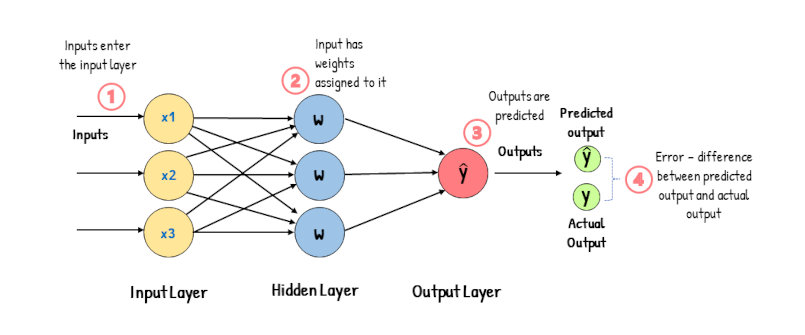 Inputs enter
the input layer
1
Inputs
x1
x2
x3
Input Layer
2
Input has
weights
assigned to it
w
w
w
Hidden Layer
3
Outputs are
predicted
Outputs
ŷ
Output Layer
Predicted
output
ŷ
y
Actual
Output
4
Error - difference
between predicted
output and actual
output